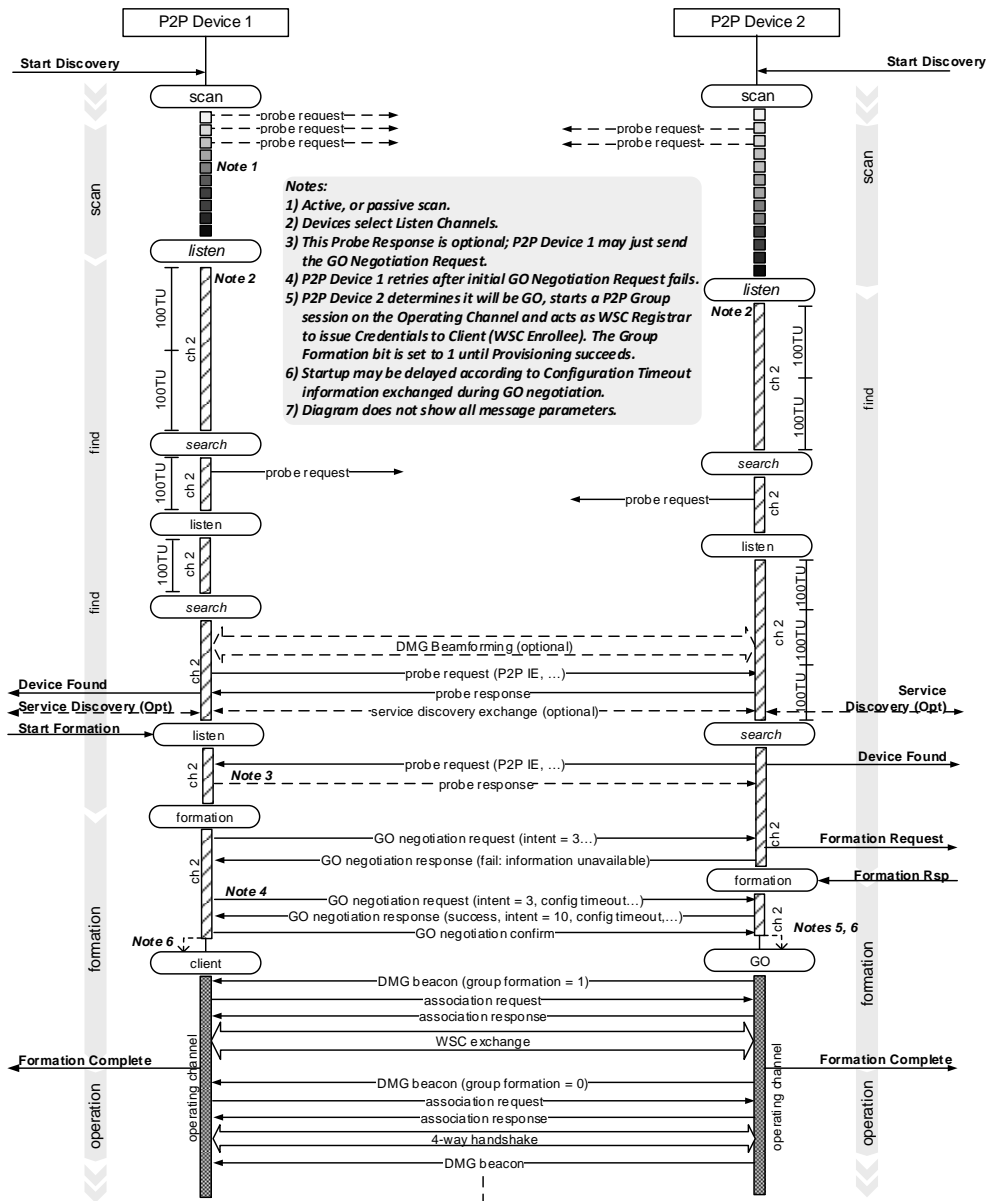 P2P Device 1
P2P Device 2
Start Discovery
Start Discovery
scan
scan
probe request
probe request
probe request
probe request
probe request
Note 1
scan
scan
Notes:
1) Active, or passive scan.
2) Devices select Listen Channels.
3) This Probe Response is optional; P2P Device 1 may just send
the GO Negotiation Request.
4) P2P Device 1 retries after initial GO Negotiation Request fails.
5) P2P Device 2 determines it will be GO, starts a P2P Group
session on the Operating Channel and acts as WSC Registrar
to issue Credentials to Client (WSC Enrollee). The Group
Formation bit is set to 1 until Provisioning succeeds.
6) Startup may be delayed according to Configuration Timeout
information exchanged during GO negotiation.
7) Diagram does not show all message parameters.
listen
Note 2
100TU
100TU
ch 2
listen
Note 2
100TU
100TU
ch 2
find
find
search
search
100TU
ch 2
probe request
probe request
ch 2
listen
listen
100TU
ch 2
100TU
100TU
100TU
ch 2
find
search
ch 2
DMG Beamforming (optional)
probe request (P2P IE, …)
Device Found
probe response
Service Discovery (Opt)
service discovery exchange (optional)
Service
Discovery (Opt)
Start Formation
listen
search
ch 2
probe request (P2P IE, …)
Device Found
Note 3
probe response
formation
ch 2
GO negotiation request (intent = 3…)
ch 2
Formation Request
GO negotiation response (fail: information unavailable)
formation
Formation Rsp
Note 4
GO negotiation request (intent = 3, config timeout…)
GO negotiation response (success, intent = 10, config timeout,…)
ch 2
GO negotiation confirm
Note 6
Notes 5, 6
formation
formation
client
GO
DMG beacon (group formation = 1)
association request
association response
WSC exchange
Formation Complete
Formation Complete
DMG beacon (group formation = 0)
operating channel
operating channel
association request
association response
operation
operation
4-way handshake
DMG beacon